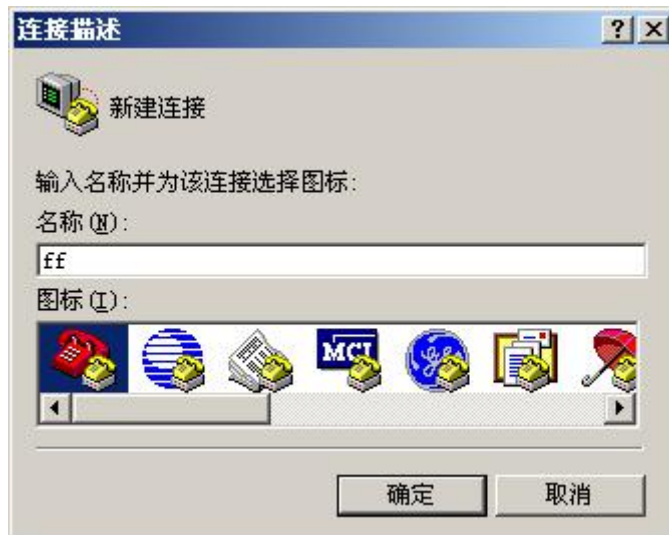 连接描述
新建连接
输入名称并为该连接选择图标:
名称(N):
ff
图标(I):
MCI
确定
取消